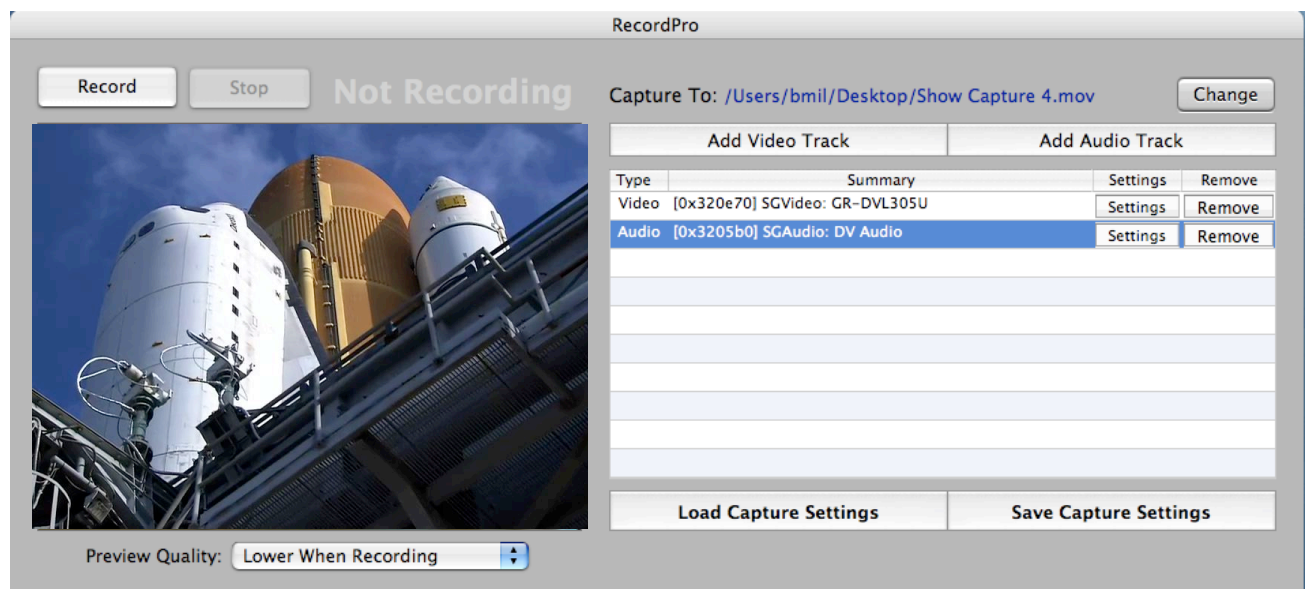 RecordPro
Record Stop Not Recording
Capture To: /Users/bmil/Desktop/Show Capture 4.mov Change
Add Video Track Add Audio Track
Type Summary Settings Remove
Video [0x320e70] SGVideo: GR-DVL305U Settings Remove
Audio [0x3205b0] SGAudio: DV Audio Settings Remove
Load Capture Settings Save Capture Settings
Preview Quality: Lower When Recording